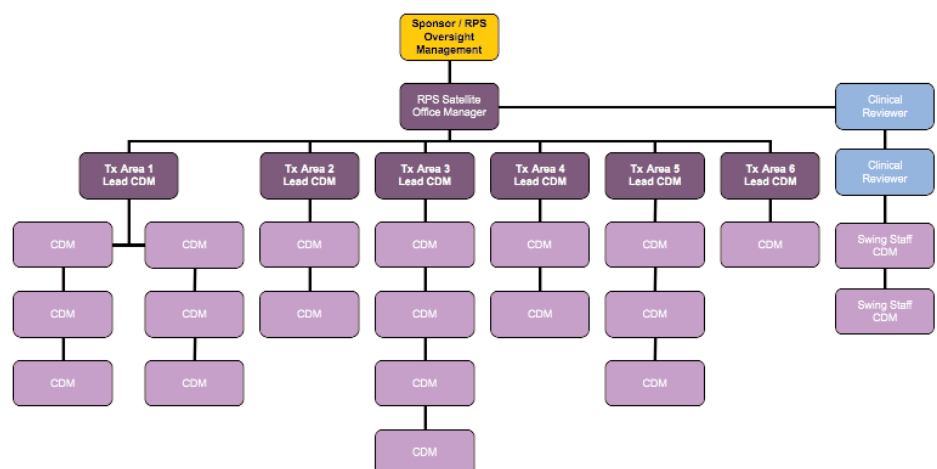 Sponsor / RPS
Oversight
Management
RPS Satellite
Office Manager
Clinical
Reviewer
Tx Area 1
Lead CDM
Tx Area 2
Lead CDM
Tx Area 3
Lead CDM
Tx Area 4
Lead CDM
Tx Area 5
Lead CDM
Tx Area 6
Lead CDM
Clinical
Reviewer
CDM
CDM
CDM
CDM
CDM
CDM
CDM
Swing Staff
CDM
CDM
CDM
CDM
CDM
CDM
CDM
Swing Staff
CDM
CDM
CDM
CDM
CDM
CDM